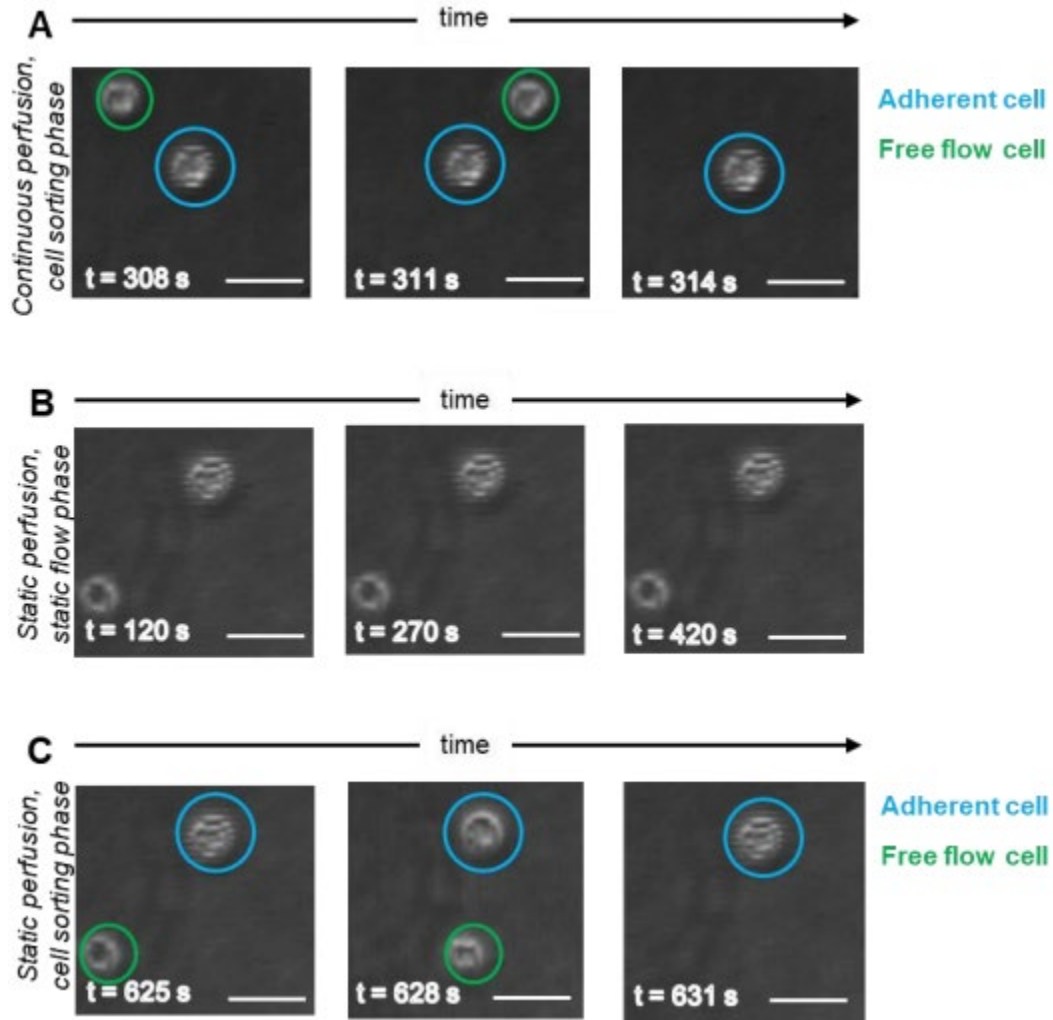 A
time
Continuous perfusion,
cell sorting phase
t = 308 s
t = 311 s
t = 314 s
Adherent cell
Free flow cell
B
time
Static perfusion,
static flow phase
t = 120 s
t = 270 s
t = 420 s
C
time
Static perfusion,
cell sorting phase
t = 625 s
t = 628 s
t = 631 s
Adherent cell
Free flow cell